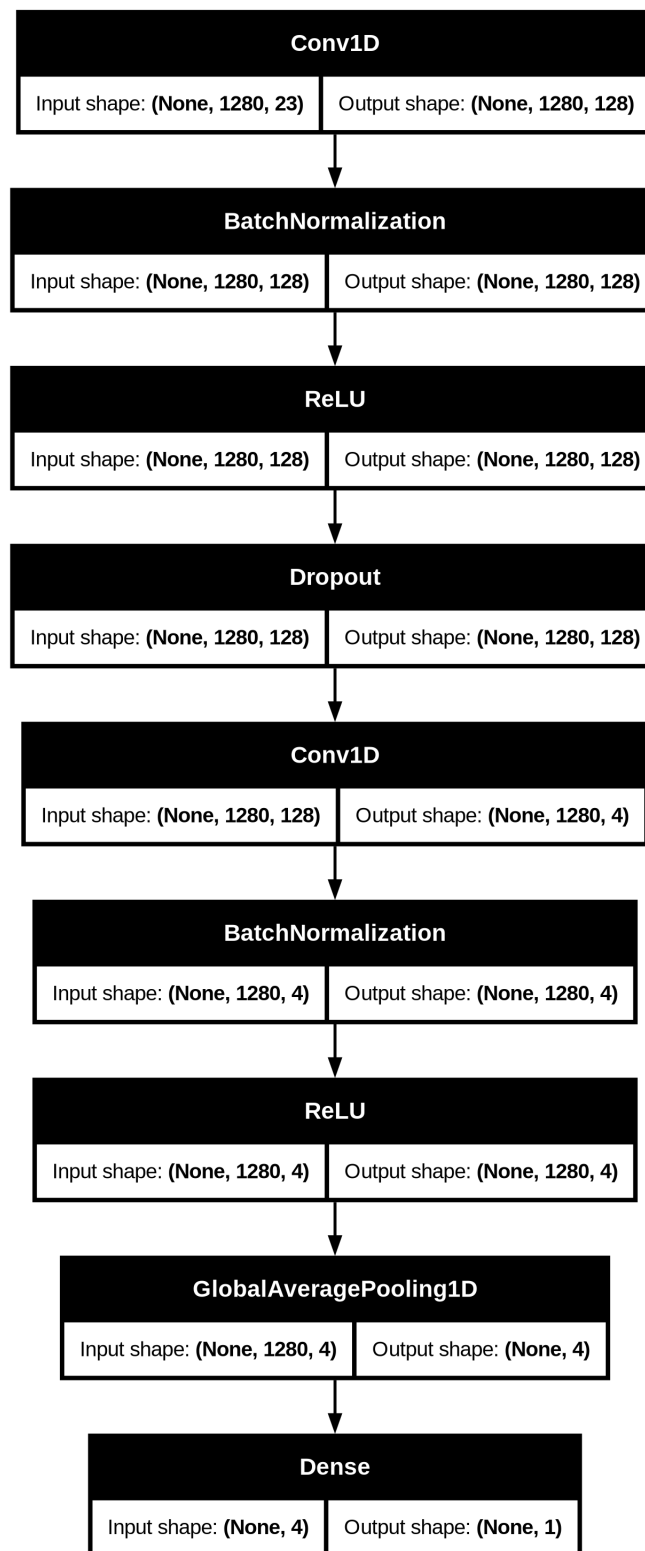 Conv1D
Input shape: (None, 1280, 23) Output shape: (None, 1280, 128)
BatchNormalization
Input shape: (None, 1280, 128) Output shape: (None, 1280, 128)
ReLU
Input shape: (None, 1280, 128) Output shape: (None, 1280, 128)
Dropout
Input shape: (None, 1280, 128) Output shape: (None, 1280, 128)
Conv1D
Input shape: (None, 1280, 128) Output shape: (None, 1280, 4)
BatchNormalization
Input shape: (None, 1280, 4) Output shape: (None, 1280, 4)
ReLU
Input shape: (None, 1280, 4) Output shape: (None, 1280, 4)
GlobalAveragePooling1D
Input shape: (None, 1280, 4) Output shape: (None, 4)
Dense
Input shape: (None, 4) Output shape: (None, 1)